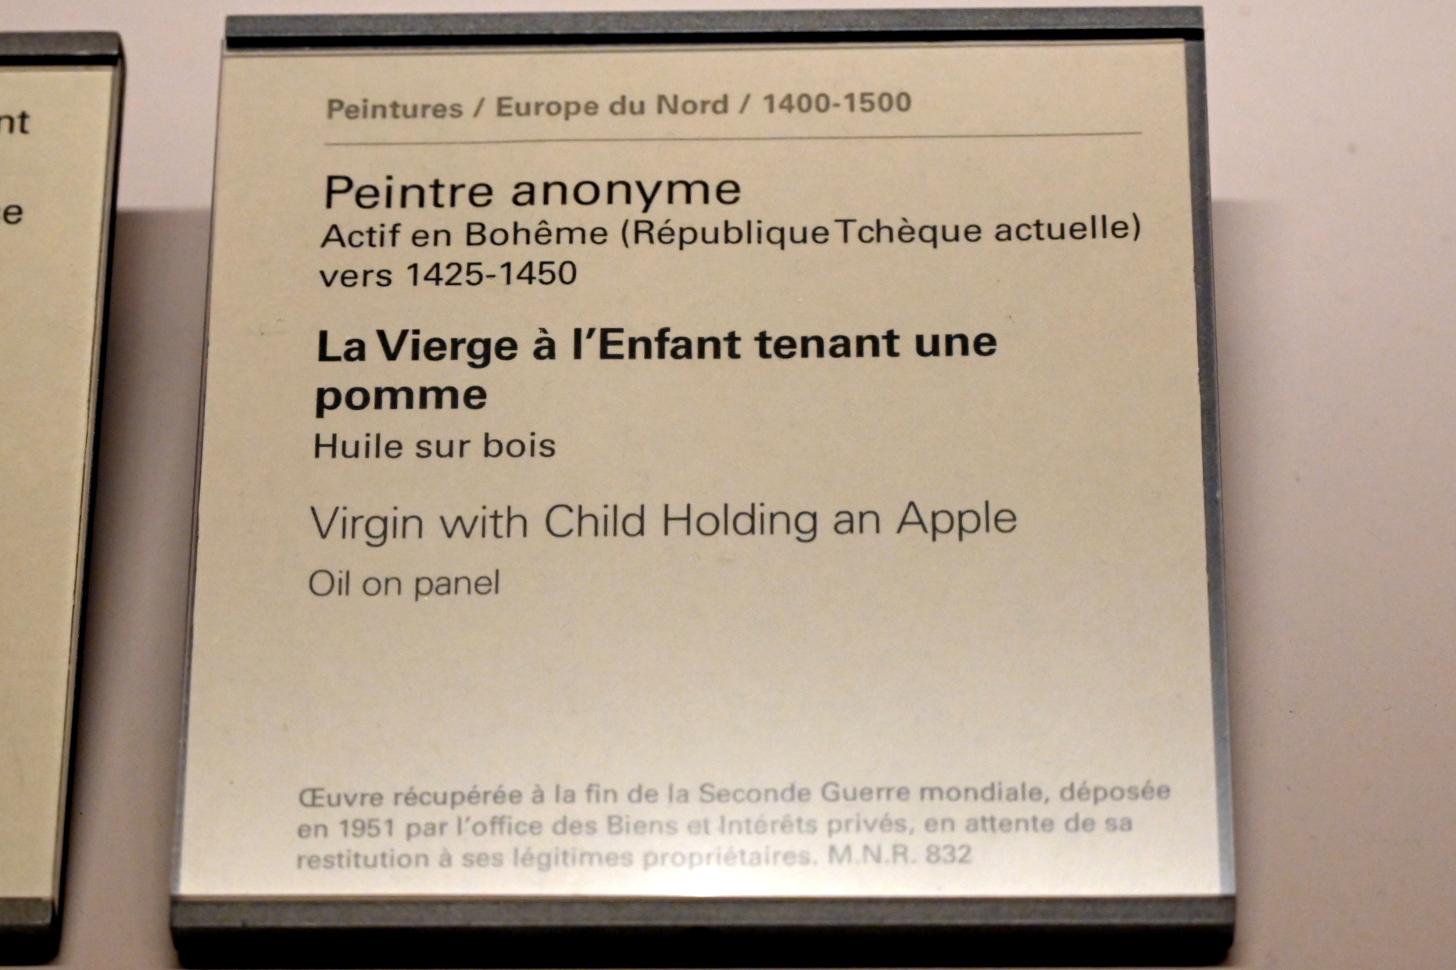 Peintures / Europe du Nord / 1400-1500
Peintre anonyme
Actif en Bohême (République Tchèque actuelle)
vers 1425-1450
La Vierge à l'Enfant tenant une
pomme
Huile sur bois
Virgin with Child Holding an Apple
Oil on panel
Œuvre récupérée à la fin de la Seconde Guerre mondiale, déposée
en 1951 par l'office des Biens et Intérêts privés, en attente de sa
restitution à ses légitimes propriétaires. M.N.R. 832